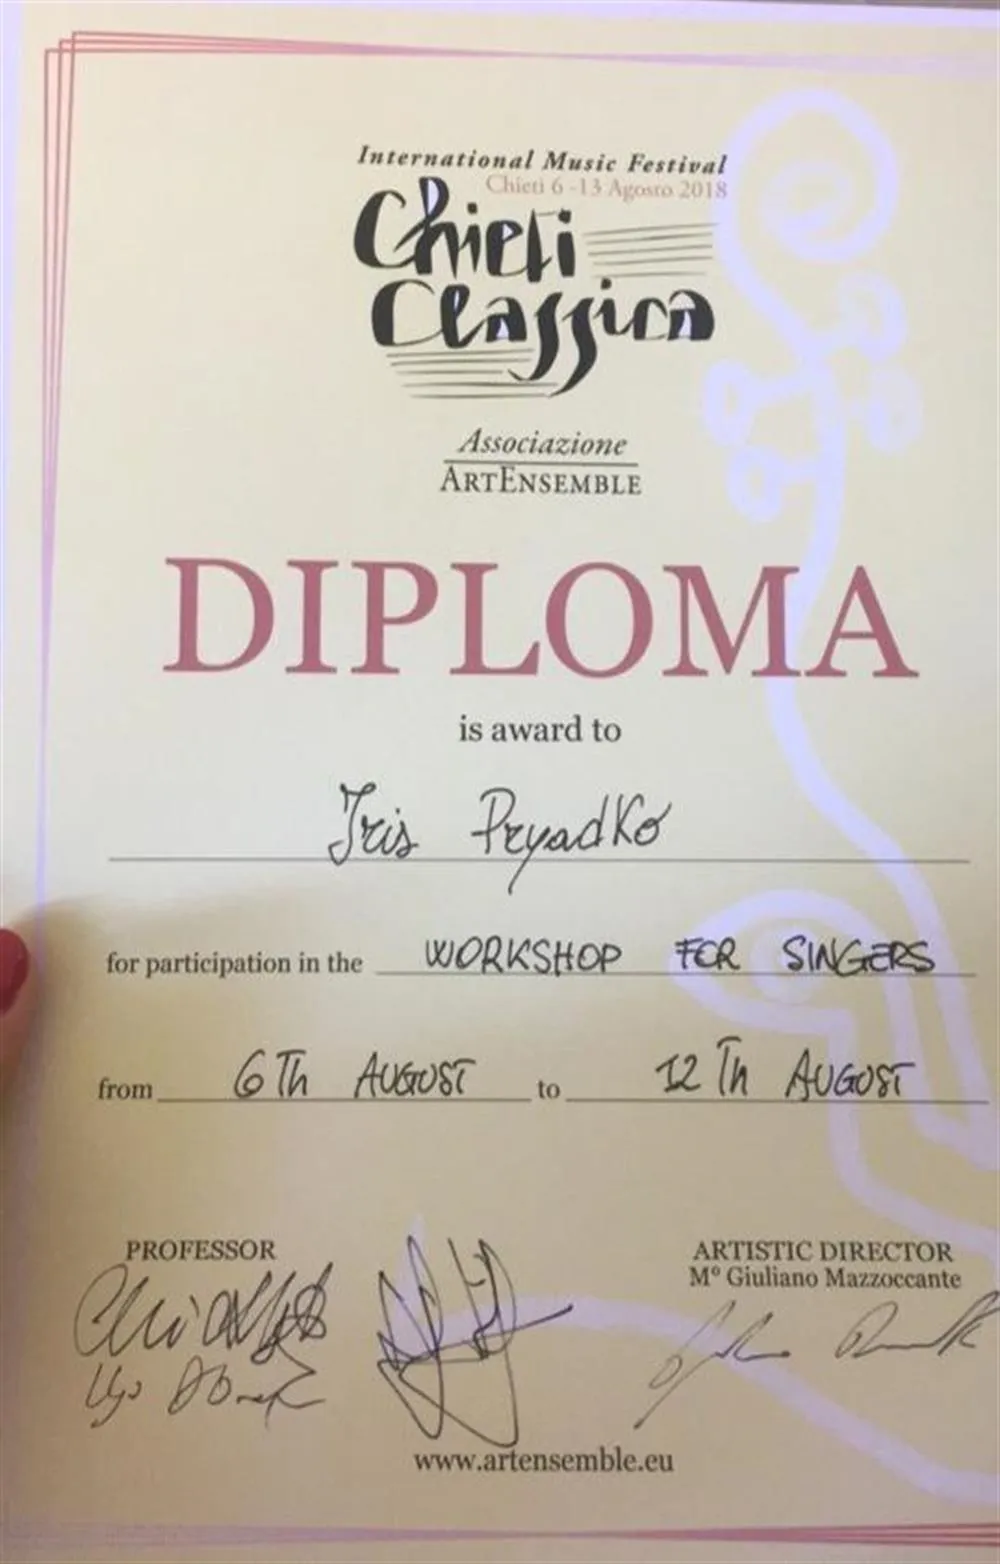 International Music Festival
Chieti 6 -13 Agosto 2018
Chieti
Classica
Associazione
ARTENSEMBLE
DIPLOMA
is award to
Iris Pryadko
for participation in the WORKSHOP FOR SINGERS
from 6Th AUGUST to 12Th AUGUST
PROFESSOR
ARTISTIC DIRECTOR
M° Giuliano Mazzoccante
www.artensemble.eu